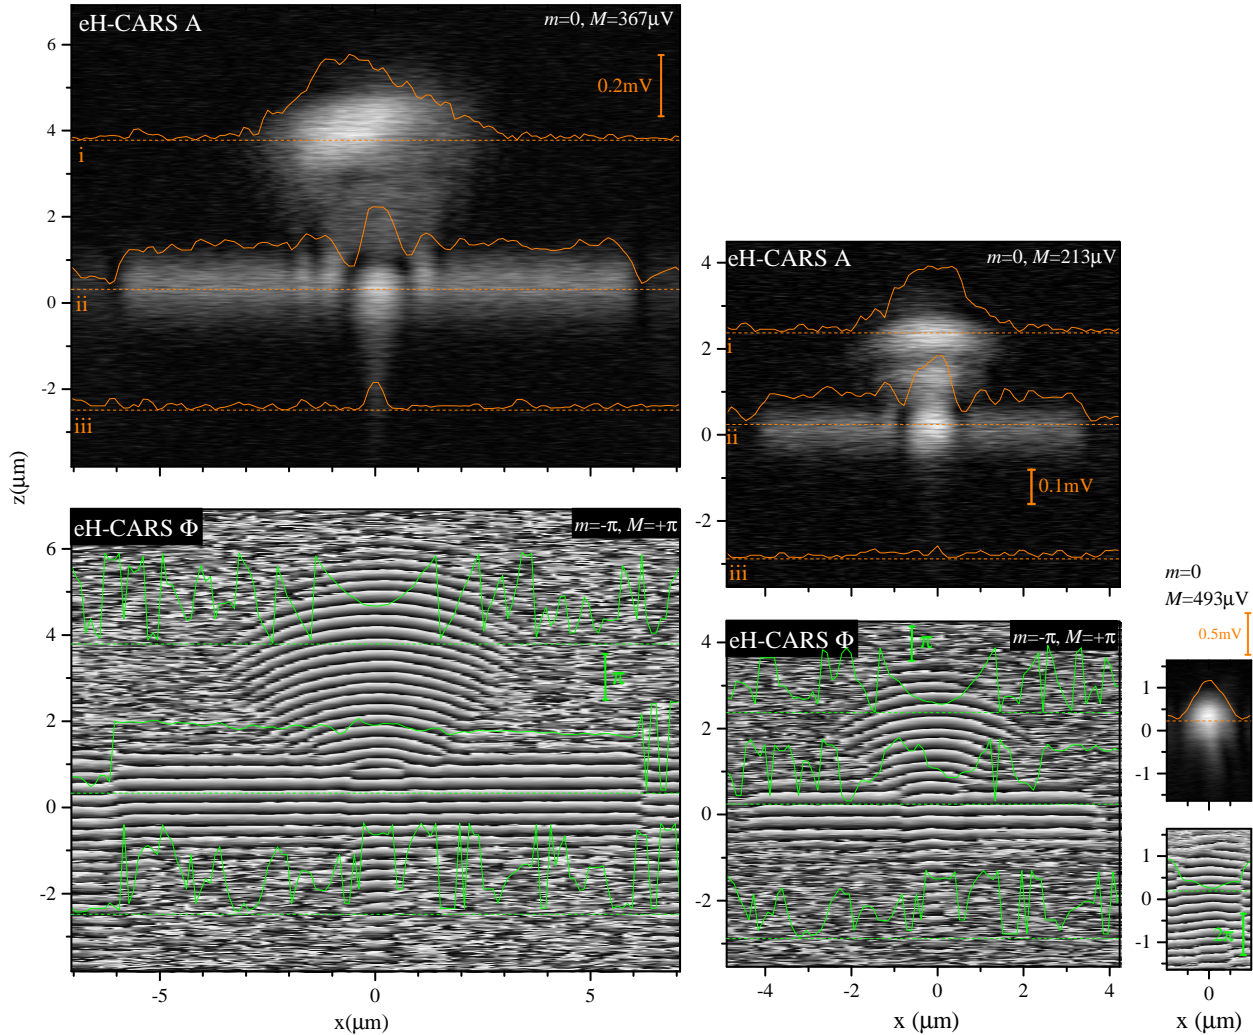 eH-CARS A
m=0, M=367μV
0.2mV
6
4
2
0
-2
i
ii
iii
-5
0
5
z(μm)
eH-CARS Φ
m=-π, M=+π
π
6
4
2
0
-2
-5
0
5
x(μm)
eH-CARS A
m=0, M=213μV
4
2
0
-2
i
ii
iii
0.1mV
eH-CARS Φ
m=-π, M=+π
π
4
2
0
-2
-4
-2
0
2
4
x (μm)
m=0
M=493μV
0.5mV
1
0
-1
1
0
-1
2π
0
x (μm)